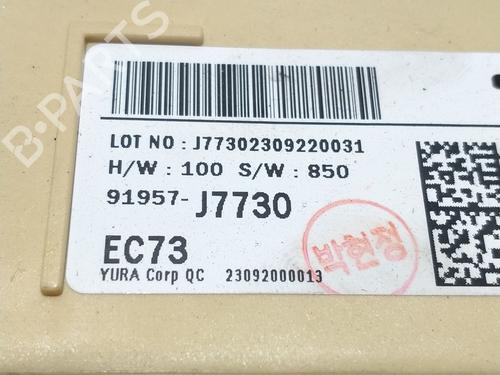 B-PARTS
LOT NO : J77302309220031
H/W : 100 S/W : 850
91957-J7730
EC73
박현정
YURA Corp QC 23092000013